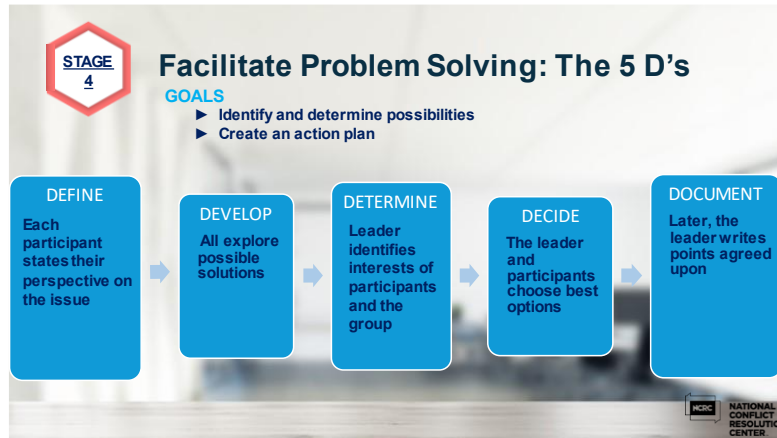 STAGE
4
Facilitate Problem Solving: The 5 D's
GOALS
► Identify and determine possibilities
► Create an action plan
DEFINE
Each
participant
states their
perspective on
the issue
DEVELOP
All explore
possible
solutions
DETERMINE
Leader
identifies
interests of
participants
and the
group
DECIDE
The leader
and
participants
choose best
options
DOCUMENT
Later, the
leader writes
points agreed
upon
NCRC
NATIONAL
CONFLICT
RESOLUTIO
CENTER